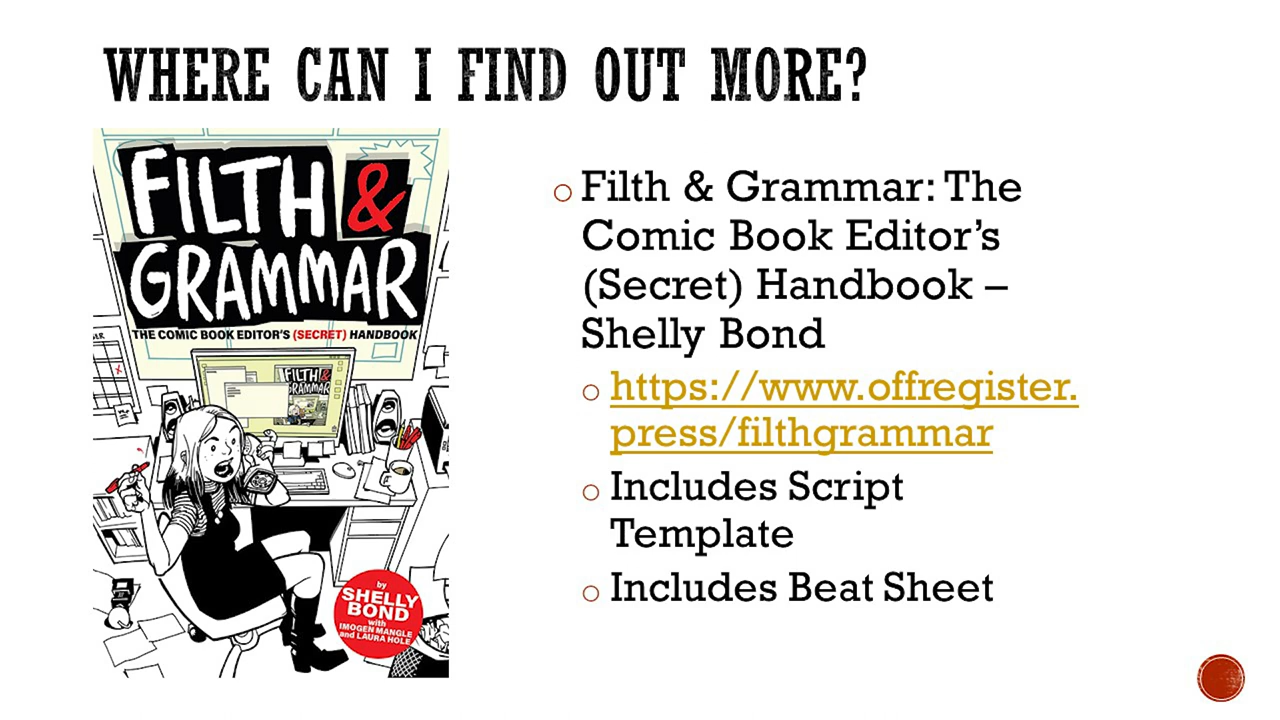 WHERE CAN I FIND OUT MORE?
FILTH &
GRAMMAR
THE COMIC BOOK EDITOR'S (SECRET) HANDBOOK
FILTH &
GRAMMAR
by
SHELLY
BOND
with
IMOGEN MANGLE
and LAURA HOLE
Filth & Grammar: The
Comic Book Editor’s
(Secret) Handbook –
Shelly Bond
https://www.offregister.
press/filthgrammar
Includes Script
Template
Includes Beat Sheet